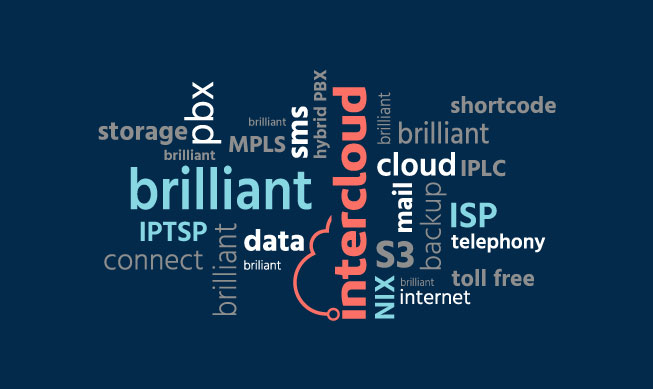 pbx
storage
brilliant
MPLS
brilliant
sms
hybrid PBX
intercloud
brilliant
shortcode
brilliant
cloud
IPLC
brilliant
IPTSP
connect
brilliant
data
briliant
mail
backup
ISP
telephony
S3
toll free
NIX
brilliant
internet